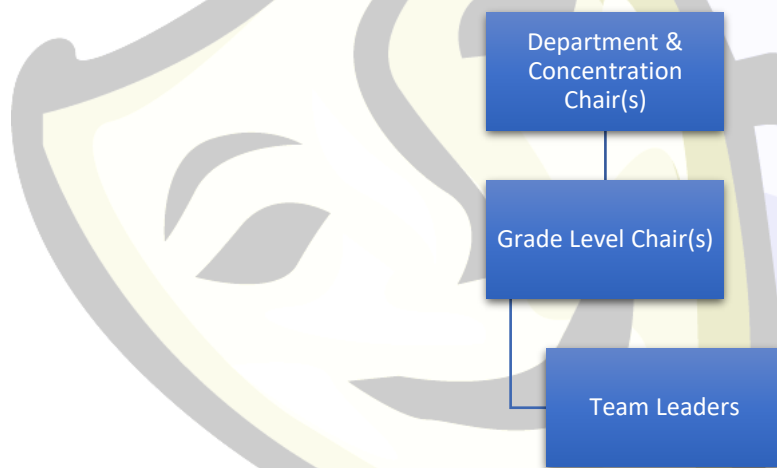 Department &
Concentration
Chair(s)
Grade Level Chair(s)
Team Leaders